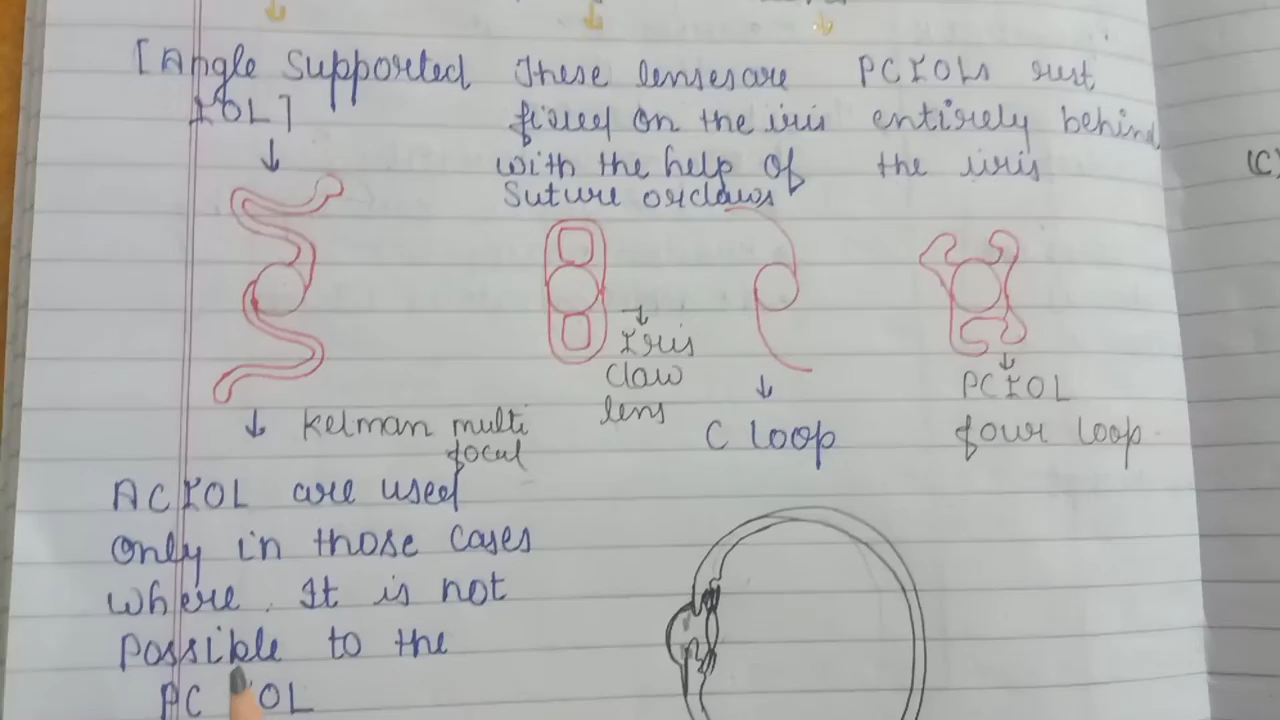 [Angle Supported
IOL]
These lenses are
fixed on the iris
with the help of
Suture or claws
PCIOLs rest
entirely behind
the iris
(C)
Iris
Claw
lens
Kelman multi
focal
C loop
PCIOL
four loop
ACIOL are used
only in those cases
where. It is not
possible to the
PC IOL